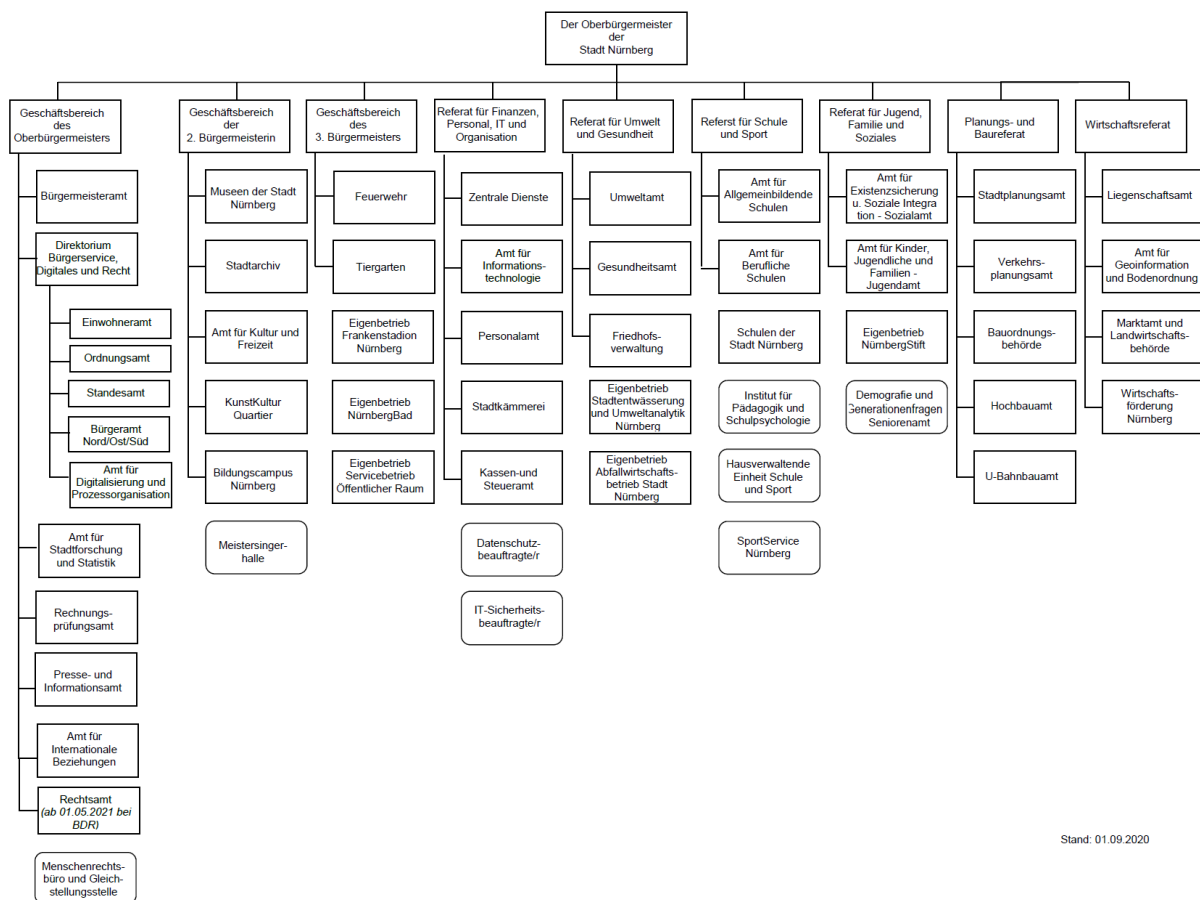 Der Oberbürgermeister
der
Stadt Nürnberg
Geschäftsbereich
des
Oberbürgermeisters
Bürgermeisteramt
Direktorium
Bürgerservice,
Digitales und Recht
Einwohneramt
Ordnungsamt
Standesamt
Bürgeramt
Nord/Ost/Süd
Amt für
Digitalisierung und
Prozessorganisation
Amt für
Stadtforschung
und Statistik
Rechnungs-
prüfungsamt
Presse- und
Informationsamt
Amt für
Internationale
Beziehungen
Rechtsamt
(ab 01.05.2021 bei
BDR)
Menschenrechts-
büro und Gleich-
stellungsstelle
Geschäftsbereich
der
2. Bürgermeisterin
Museen der Stadt
Nürnberg
Stadtarchiv
Amt für Kultur und
Freizeit
KunstKultur
Quartier
Bildungscampus
Nürnberg
Meistersinger-
halle
Geschäftsbereich
des
3. Bürgermeisters
Feuerwehr
Tiergarten
Eigenbetrieb
Frankenstadion
Nürnberg
Eigenbetrieb
NürnbergBad
Eigenbetrieb
Servicebetrieb
Öffentlicher Raum
Referat für Finanzen,
Personal, IT und
Organisation
Zentrale Dienste
Amt für
Informations-
technologie
Personalamt
Stadtkämmerei
Kassen-und
Steueramt
Datenschutz-
beauftragte/r
IT-Sicherheits-
beauftragte/r
Referat für Umwelt
und Gesundheit
Umweltamt
Gesundheitsamt
Friedhofs-
verwaltung
Eigenbetrieb
Stadtentwässerung
und Umweltanalytik
Nürnberg
Eigenbetrieb
Abfallwirtschafts-
betrieb Stadt
Nürnberg
Referst für Schule
und Sport
Amt für
Allgemeinbildende
Schulen
Amt für
Berufliche
Schulen
Schulen der
Stadt Nürnberg
Institut für
Pädagogik und
Schulpsychologie
Hausverwaltende
Einheit Schule
und Sport
SportService
Nürnberg
Referat für Jugend,
Familie und
Soziales
Amt für
Existenzsicherung
u. Soziale Integra
tion - Sozialamt
Amt für Kinder,
Jugendliche und
Familien -
Jugendamt
Eigenbetrieb
NürnbergStift
Demografie und
Generationenfragen
Seniorenamt
Planungs- und
Baureferat
Stadtplanungsamt
Verkehrs-
planungsamt
Bauordnungs-
behörde
Hochbauamt
U-Bahnbauamt
Wirtschaftsreferat
Liegenschaftsamt
Amt für
Geoinformation
und Bodenordnung
Marktamt und
Landwirtschafts-
behörde
Wirtschafts-
förderung
Nürnberg
Stand: 01.09.2020